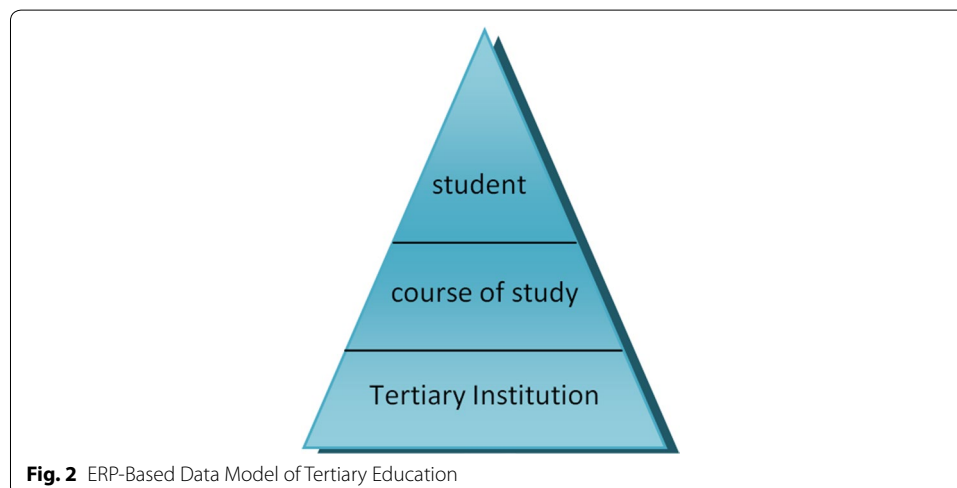 student
course of study
Tertiary Institution
Fig. 2 ERP-Based Data Model of Tertiary Education